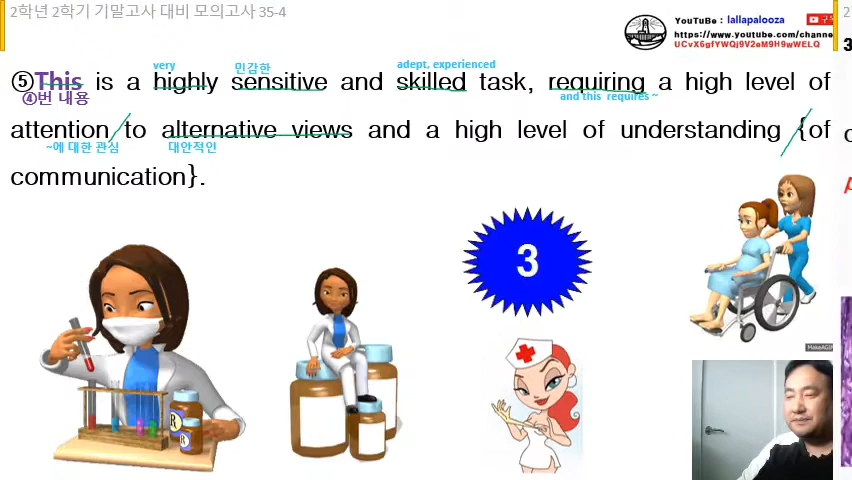 2학년 2학기 기말고사 대비 모의고사 35-4
YouTuBe : lallapalooza
https://www.youtube.com/channe
UCvX6gfYWQj9V2eM9H9wWELQ
very
민감한
adept, experienced
⑤This is a highly sensitive and skilled task, requiring a high level of
④번 내용
and this requires ~
attention to alternative views and a high level of understanding {of
~에 대한 관심
대안적인
communication}.
3
MakeAGIF